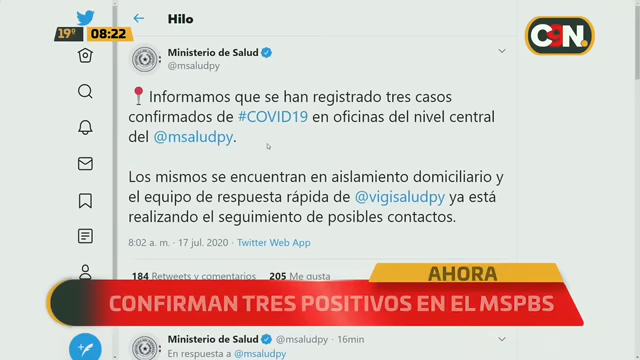 19º
08:22
Hilo
C9N.
Ministerio de Salud
@msaludpy
Informamos que se han registrado tres casos
confirmados de #COVID19 en oficinas del nivel central
del @msaludpy.
Los mismos se encuentran en aislamiento domiciliario y
el equipo de respuesta rápida de @vigisaludpy ya está
realizando el seguimiento de posibles contactos.
8:02 a. m. · 17 jul. 2020 · Twitter Web App
184 Retweets y comentarios 205 Me gusta
AHORA
CONFIRMAN TRES POSITIVOS EN EL MSPBS
Ministerio de Salud @msaludpy · 16min
En respuesta a @msaludpy